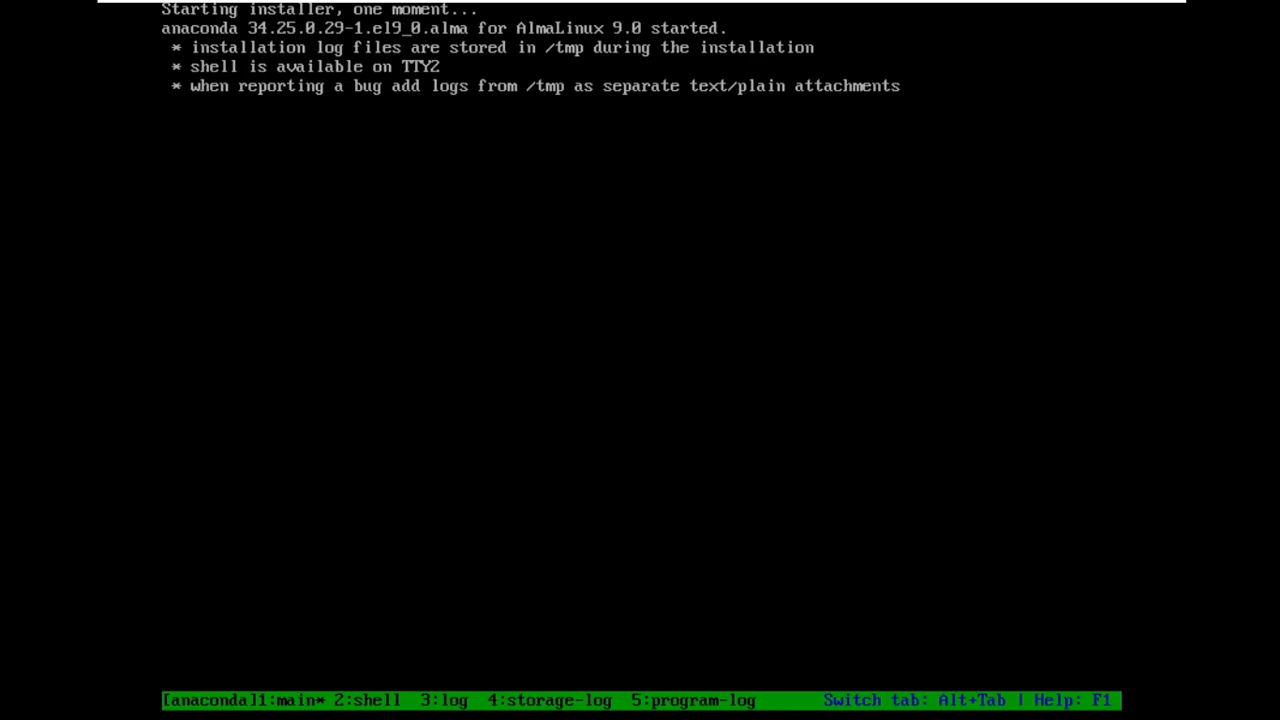 Starting installer, one moment...
anaconda 34.25.0.29-1.el9_0.alma for AlmaLinux 9.0 started.
* installation log files are stored in /tmp during the installation
* shell is available on TTY2
* when reporting a bug add logs from /tmp as separate text/plain attachments
[anaconda]1:main* 2:shell  3:log  4:storage-log  5:program-log       Switch tab: Alt+Tab | Help: F1